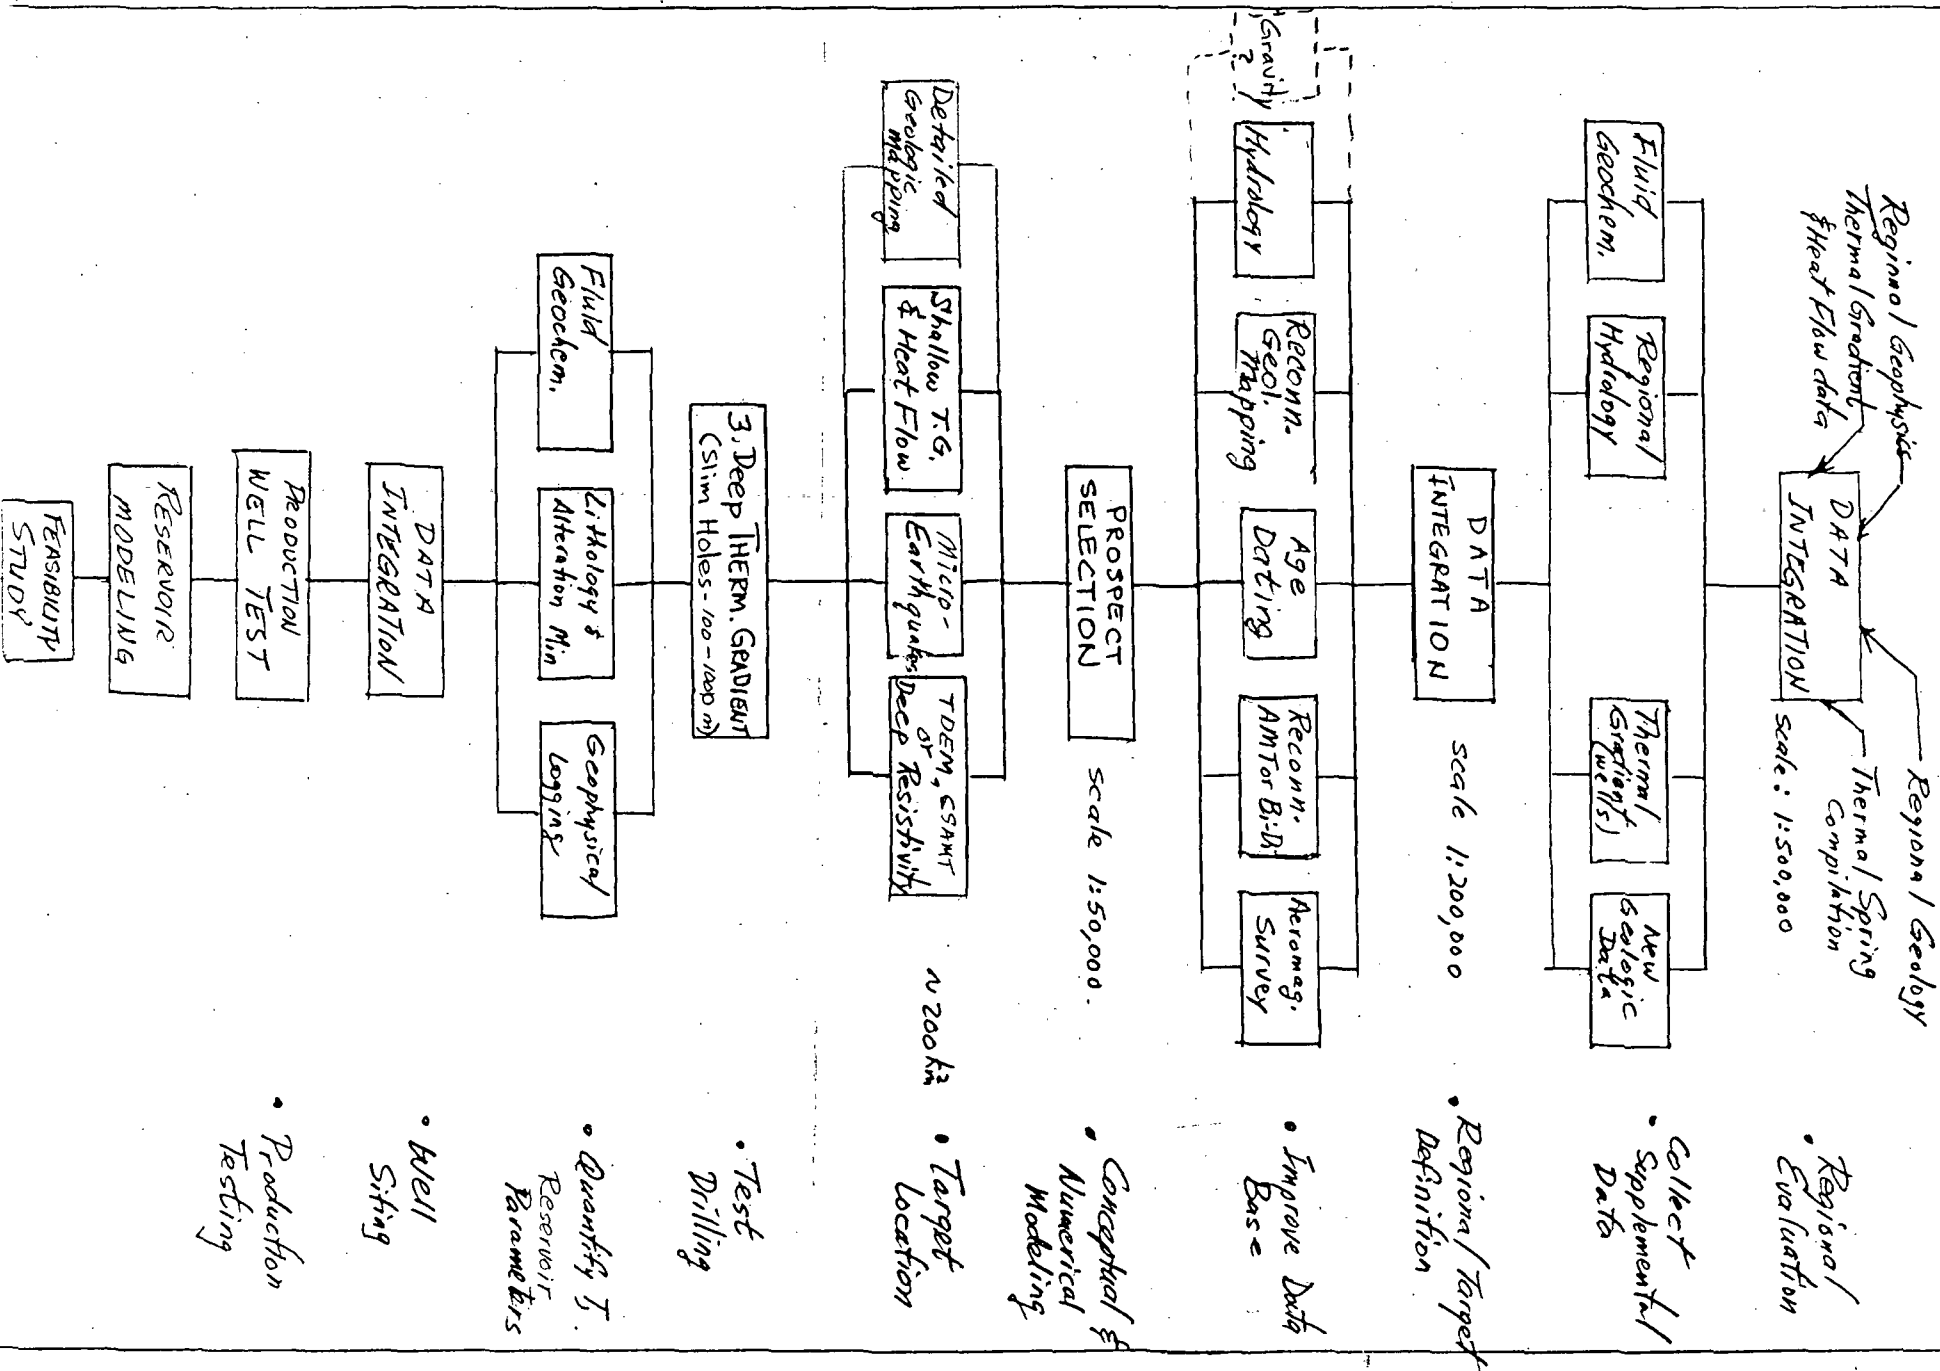 Regional Geophysics
Thermal Gradient
& Heat Flow data
DATA
INTEGRATION
Regional Geology
Thermal Spring
Compilation
scale: 1:500,000
• Regional
Evaluation
Fluid
Geochem.
Regional
Hydrology
Thermal
Gradient
(wells)
New
Geologic
Data
• Collect
Supplemental
Data
DATA
INTEGRATION
scale 1:200,000
• Regional/Target
Definition
Gravity
?
Hydrology
Reconn.
Geol.
Mapping
Age
Dating
Reconn.
AMT or Bi-Di
Aeromag.
Survey
• Improve Data
Base
PROSPECT
SELECTION
scale 1:50,000.
• Conceptual &
Numerical
Modeling
Detailed
Geologic
Mapping
Shallow T.G.
& Heat Flow
Micro-
Earthquakes
TDEM, CSAMT
or
Deep Resistivity
~200 km²
• Target
Location
3. Deep THERM. GRADIENT
(Slim Holes - 100 - 1000 m)
• Test
Drilling
Fluid
Geochem.
Lithology &
Alteration Min
Geophysical
Logging
• Quantify T,
Reservoir
Parameters
DATA
INTEGRATION
• Well
Siting
PRODUCTION
WELL TEST
• Production
Testing
RESERVOIR
MODELING
FEASIBILITY
STUDY